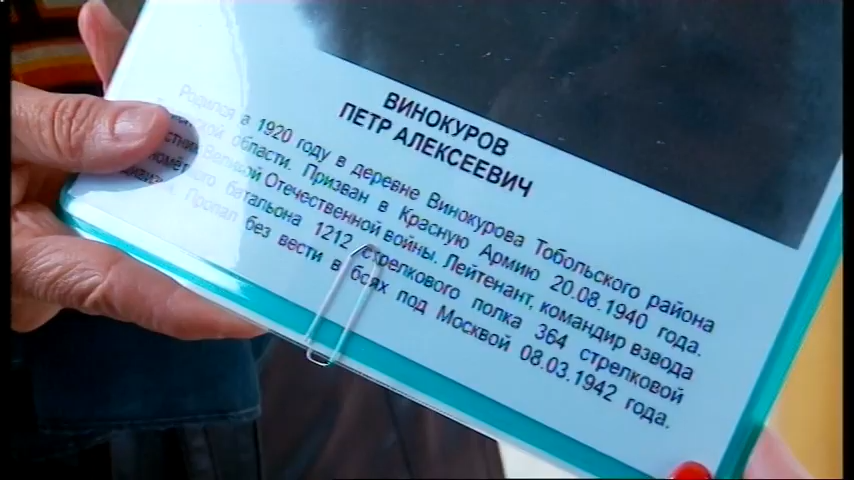 ВИНОКУРОВ
ПЕТР АЛЕКСЕЕВИЧ
Родился в 1920 году в деревне Винокурова Тобольского района
области. Призван в Красную Армию 20.08.1940 года.
Великой Отечественной войны. Лейтенант, командир взвода
батальона 1212 стрелкового полка 364 стрелковой
Пропал без вести в боях под Москвой 08.03.1942 года.